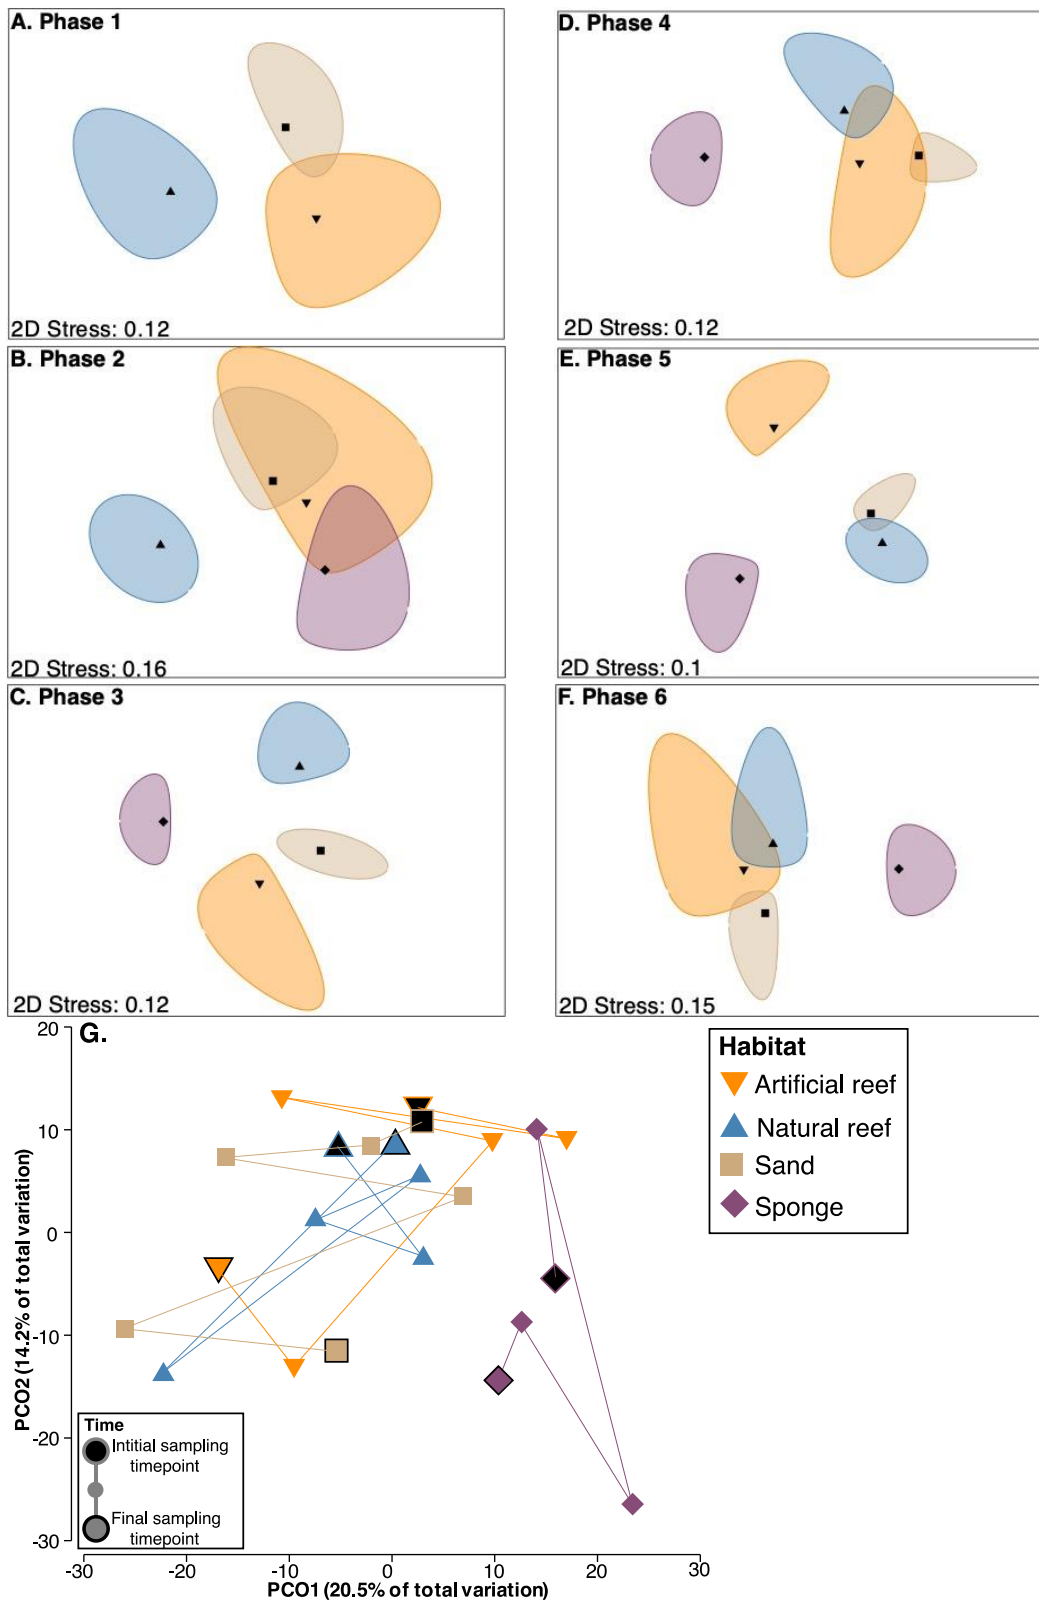 A. Phase 1
2D Stress: 0.12
B. Phase 2
2D Stress: 0.16
C. Phase 3
2D Stress: 0.12
D. Phase 4
2D Stress: 0.12
E. Phase 5
2D Stress: 0.1
F. Phase 6
2D Stress: 0.15
G.
20
10
0
-10
-20
-30
PCO2 (14.2% of total variation)
-30
-20
-10
0
10
20
30
PCO1 (20.5% of total variation)
Time
Intitial sampling
timepoint
Final sampling
timepoint
Habitat
Artificial reef
Natural reef
Sand
Sponge